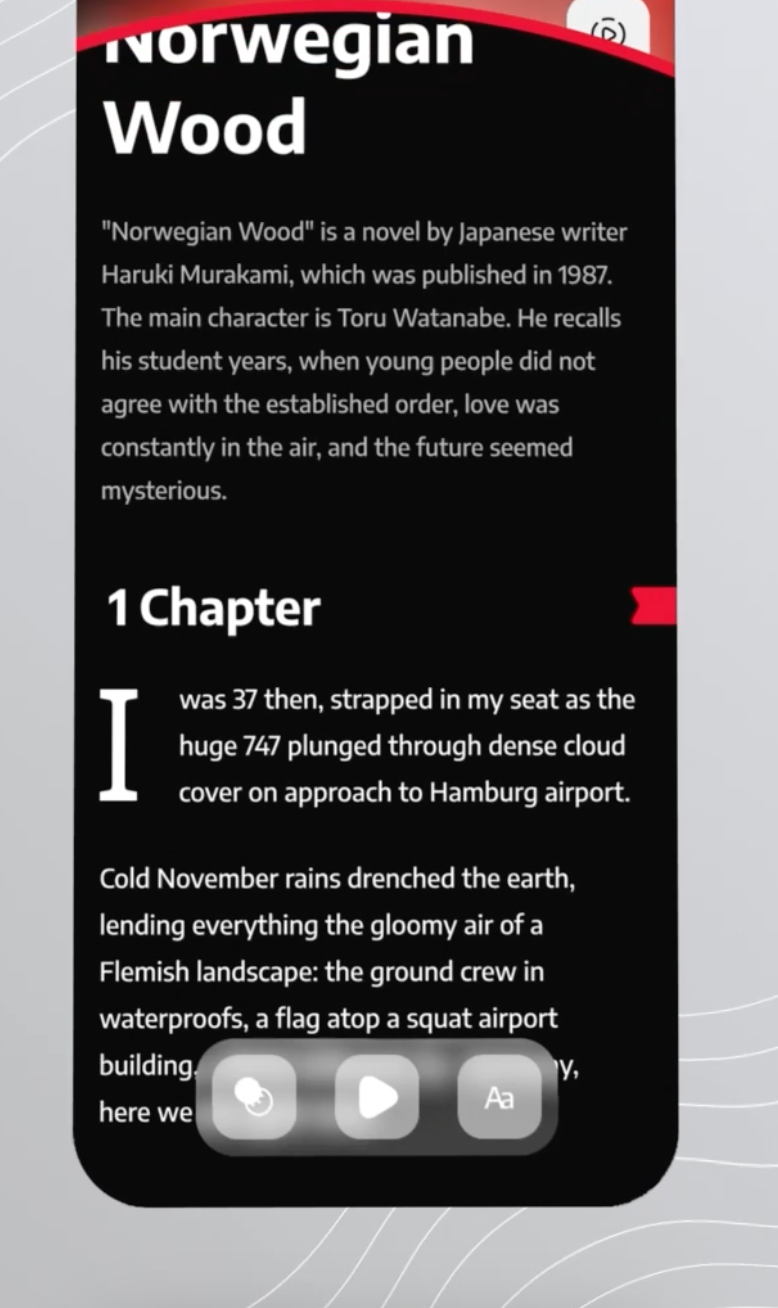 Norwegian
Wood
"Norwegian Wood" is a novel by Japanese writer
Haruki Murakami, which was published in 1987.
The main character is Toru Watanabe. He recalls
his student years, when young people did not
agree with the established order, love was
constantly in the air, and the future seemed
mysterious.
1 Chapter
I was 37 then, strapped in my seat as the
huge 747 plunged through dense cloud
cover on approach to Hamburg airport.
Cold November rains drenched the earth,
lending everything the gloomy air of a
Flemish landscape: the ground crew in
waterproofs, a flag atop a squat airport
building.
here we
Aa